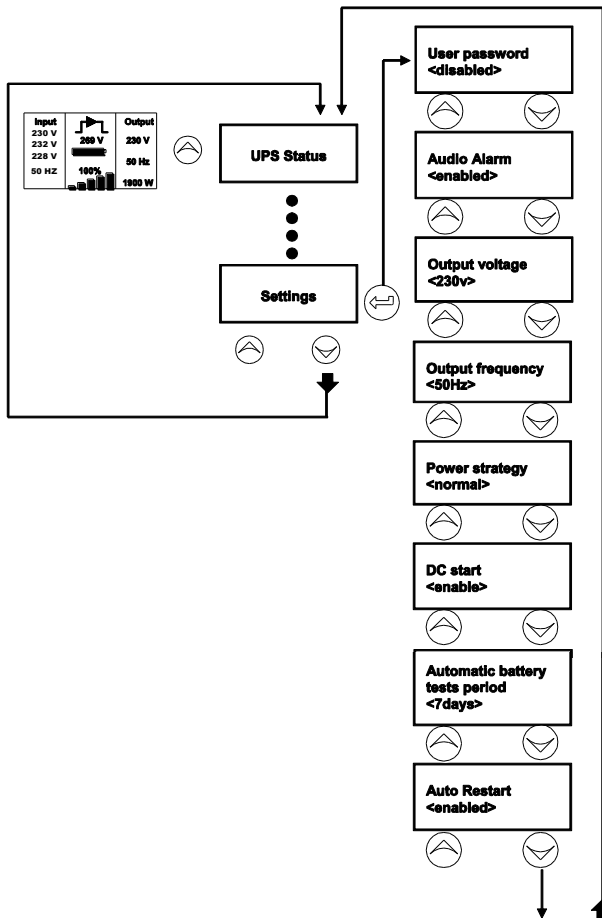 Input
230 V
232 V
228 V
50 HZ
269 V
100%
Output
230 V
50 Hz
1900 W
UPS Status
Settings
User password
<disabled>
Audio Alarm
<enabled>
Output voltage
<230v>
Output frequency
<50Hz>
Power strategy
<normal>
DC start
<enable>
Automatic battery
tests period
<7days>
Auto Restart
<enabled>